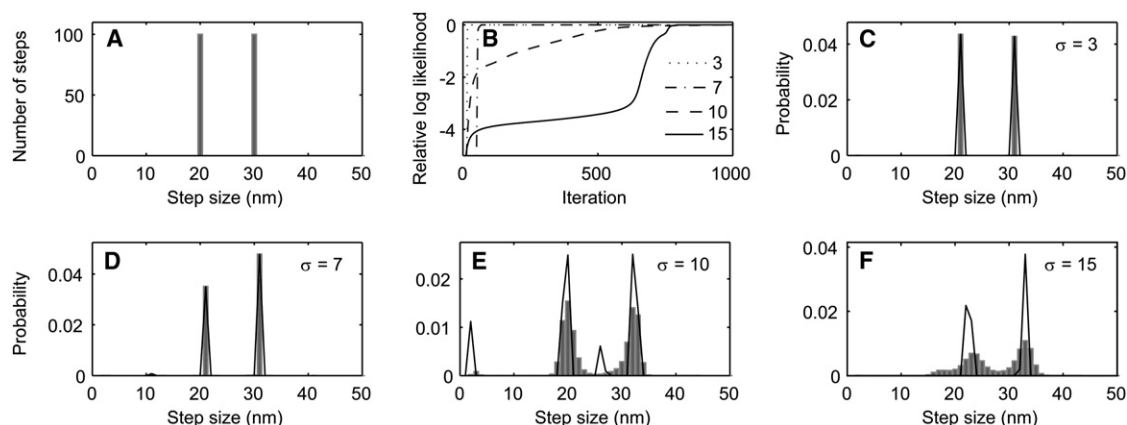 A
Number of steps
100
50
0
0 10 20 30 40 50
Step size (nm)
B
Relative log likelihood
0
-2
-4
3
7
10
15
0 500 1000
Iteration
C
σ = 3
Probability
0.04
0.02
0
0 10 20 30 40 50
Step size (nm)
D
σ = 7
Probability
0.04
0.02
0
0 10 20 30 40 50
Step size (nm)
E
σ = 10
0.02
0.01
0
0 10 20 30 40 50
Step size (nm)
F
σ = 15
0.04
0.02
0
0 10 20 30 40 50
Step size (nm)